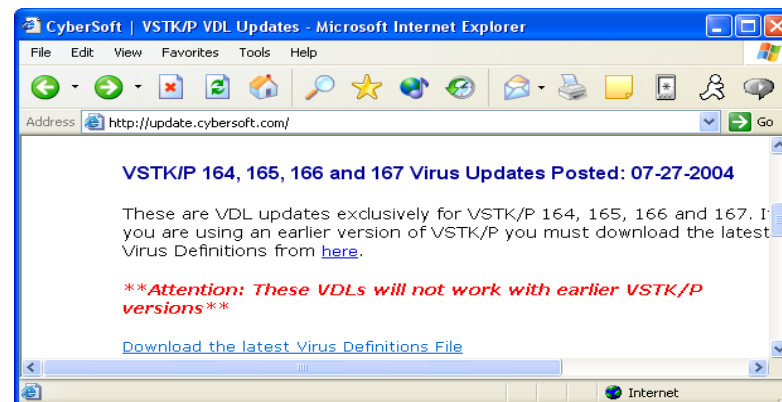 CyberSoft | VSTK/P VDL Updates - Microsoft Internet Explorer
File Edit View Favorites Tools Help
Address http://update.cybersoft.com/ Go
VSTK/P 164, 165, 166 and 167 Virus Updates Posted: 07-27-2004
These are VDL updates exclusively for VSTK/P 164, 165, 166 and 167.
you are using an earlier version of VSTK/P you must download the latest
Virus Definitions from here.
**Attention: These VDLs will not work with earlier VSTK/P
versions**
Download the latest Virus Definitions File
Internet